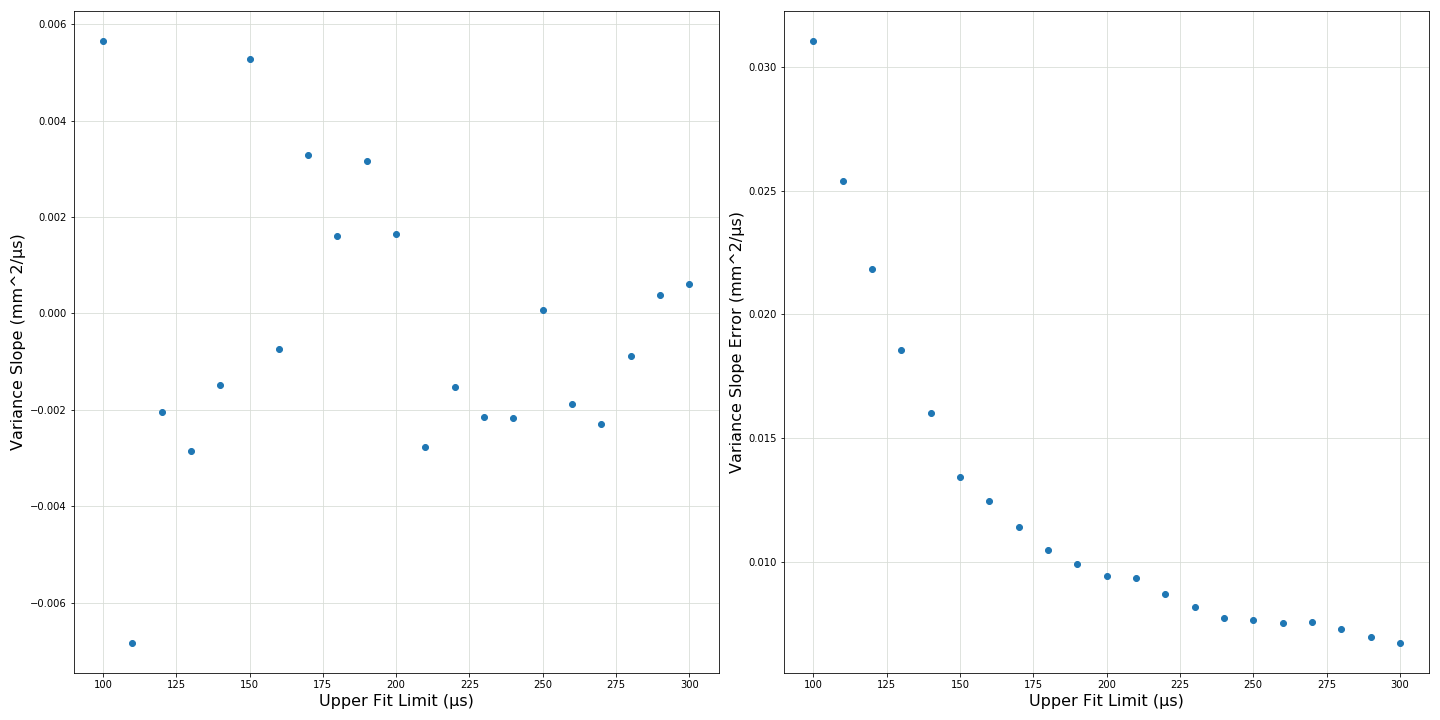 0.006
0.004
0.002
0.000
−0.002
−0.004
−0.006
Variance Slope (mm^2/μs)
100 125 150 175 200 225 250 275 300
Upper Fit Limit (μs)
0.030
0.025
0.020
0.015
0.010
Variance Slope Error (mm^2/μs)
100 125 150 175 200 225 250 275 300
Upper Fit Limit (μs)